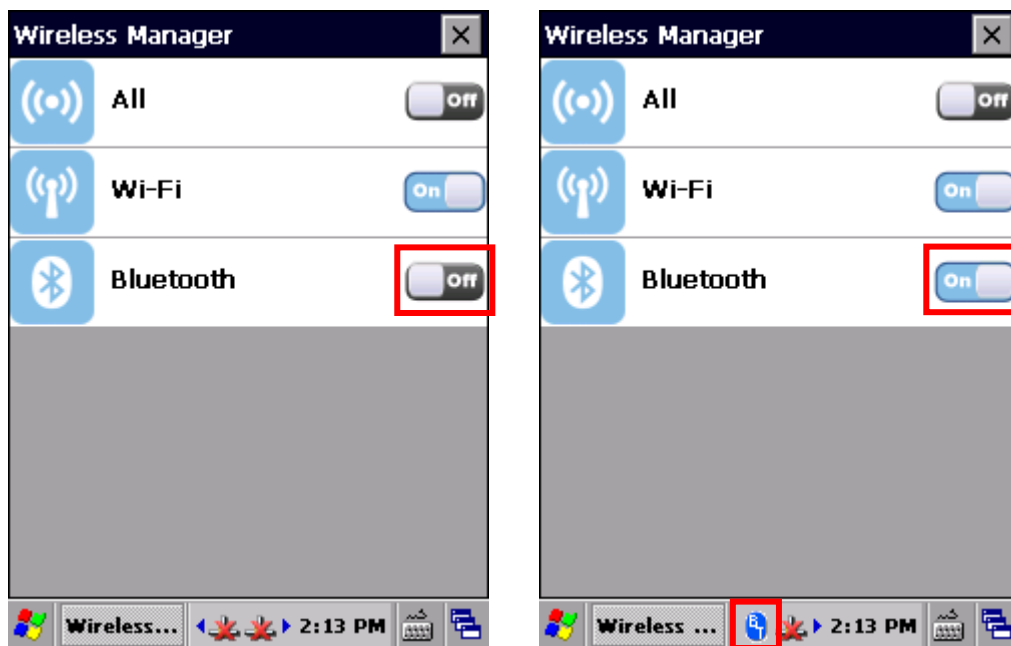 Wireless Manager
All
Off
Wi-Fi
On
Bluetooth
Off
Wireless... 2:13 PM
Wireless Manager
All
Off
Wi-Fi
On
Bluetooth
On
Wireless ... BT 2:13 PM